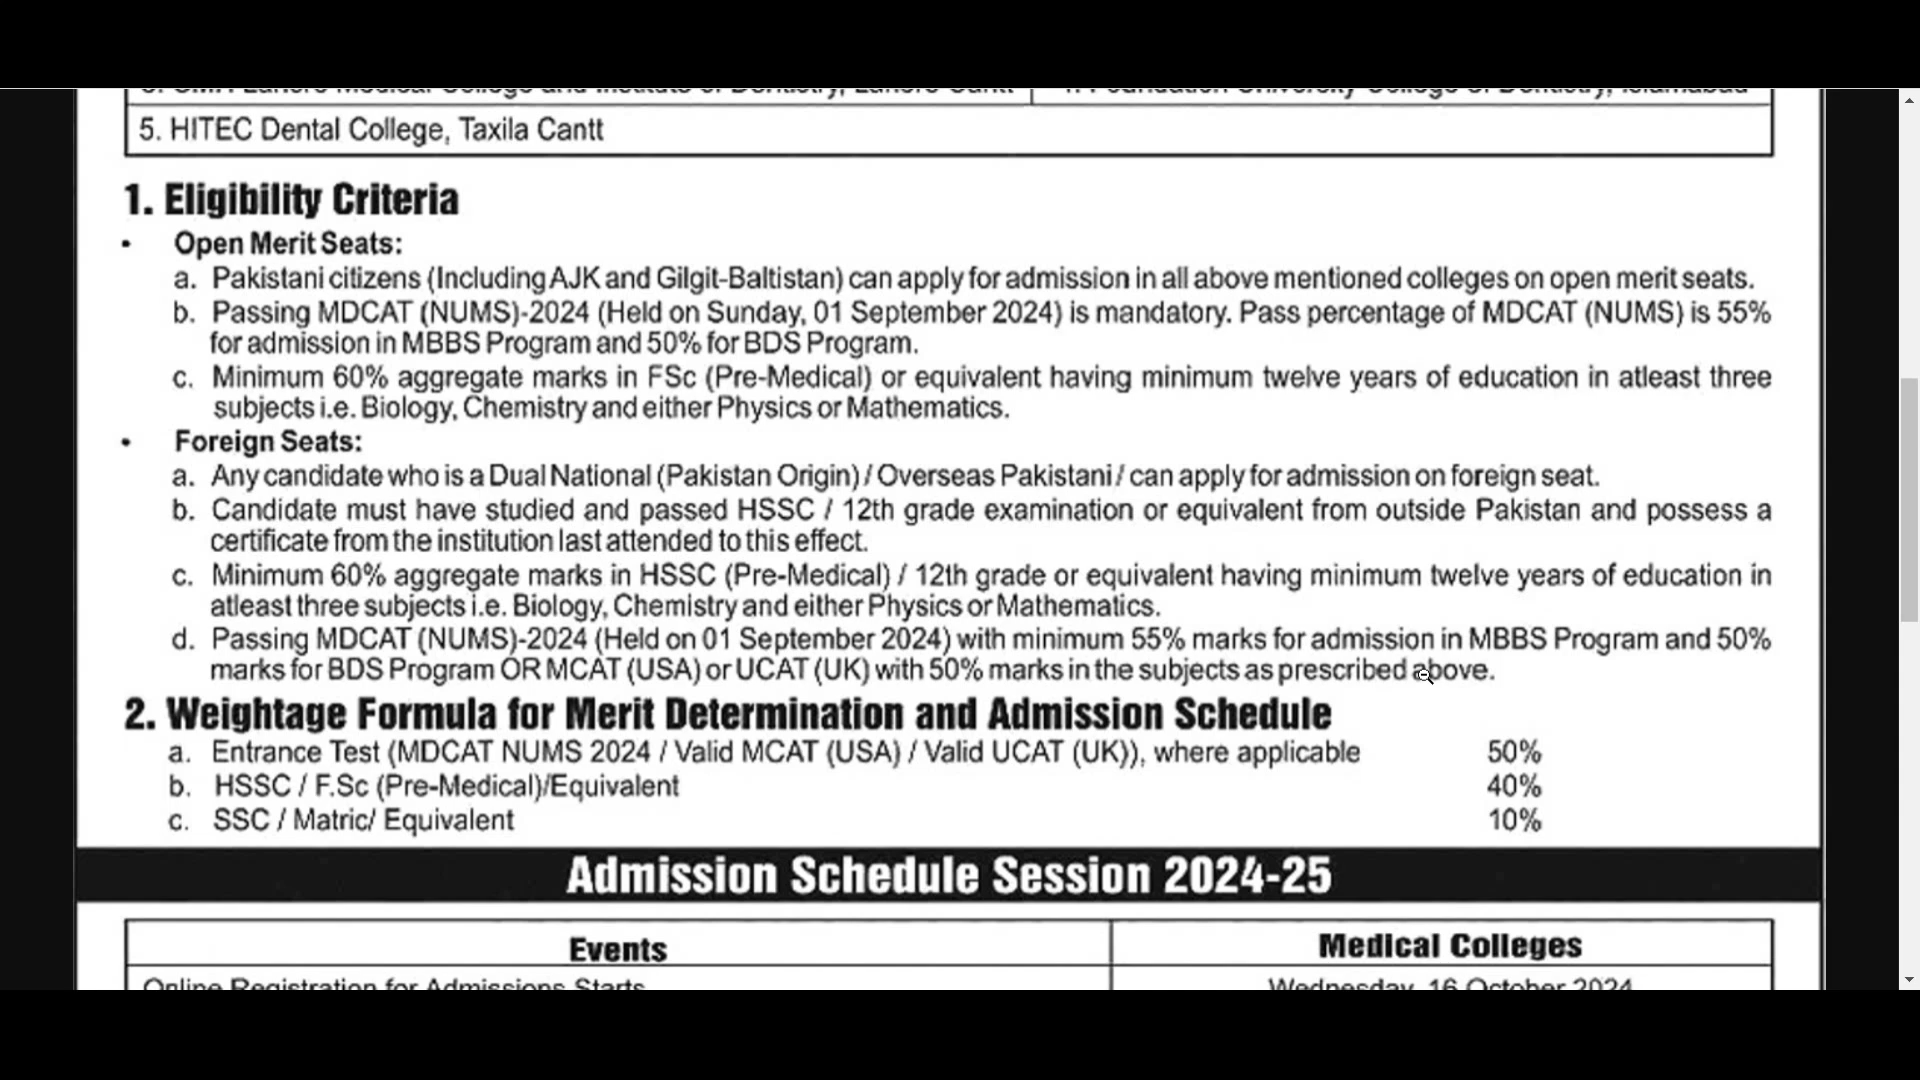 5. HITEC Dental College, Taxila Cantt
1. Eligibility Criteria
• Open Merit Seats:
a. Pakistani citizens (Including AJK and Gilgit-Baltistan) can apply for admission in all above mentioned colleges on open merit seats.
b. Passing MDCAT (NUMS)-2024 (Held on Sunday, 01 September 2024) is mandatory. Pass percentage of MDCAT (NUMS) is 55%
for admission in MBBS Program and 50% for BDS Program.
c. Minimum 60% aggregate marks in FSc (Pre-Medical) or equivalent having minimum twelve years of education in atleast three
subjects i.e. Biology, Chemistry and either Physics or Mathematics.
• Foreign Seats:
a. Any candidate who is a Dual National (Pakistan Origin) / Overseas Pakistani / can apply for admission on foreign seat.
b. Candidate must have studied and passed HSSC / 12th grade examination or equivalent from outside Pakistan and possess a
certificate from the institution last attended to this effect.
c. Minimum 60% aggregate marks in HSSC (Pre-Medical) / 12th grade or equivalent having minimum twelve years of education in
atleast three subjects i.e. Biology, Chemistry and either Physics or Mathematics.
d. Passing MDCAT (NUMS)-2024 (Held on 01 September 2024) with minimum 55% marks for admission in MBBS Program and 50%
marks for BDS Program OR MCAT (USA) or UCAT (UK) with 50% marks in the subjects as prescribed above.
2. Weightage Formula for Merit Determination and Admission Schedule
a. Entrance Test (MDCAT NUMS 2024 / Valid MCAT (USA) / Valid UCAT (UK)), where applicable 50%
b. HSSC / F.Sc (Pre-Medical)/Equivalent 40%
c. SSC / Matric/ Equivalent 10%
Admission Schedule Session 2024-25
Events Medical Colleges
Online Registration for Admissions Starts Wednesday, 16 October 2024